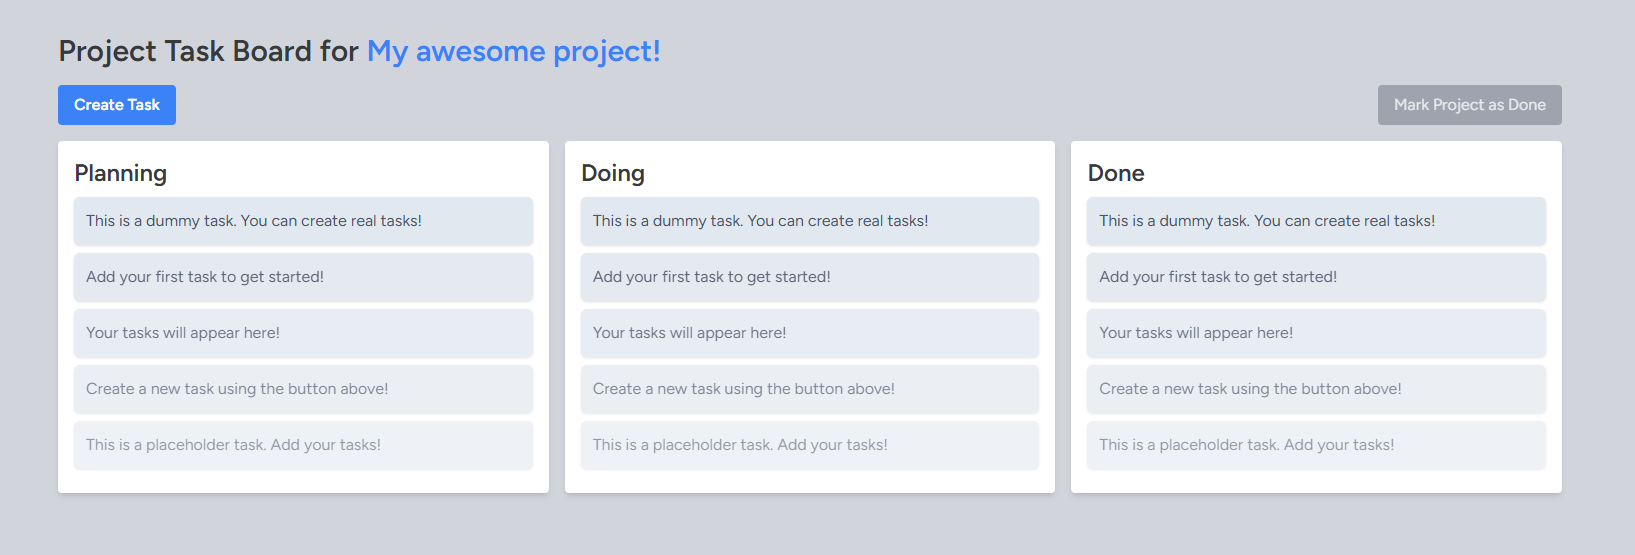 Project Task Board for My awesome project!
Create Task
Mark Project as Done
Planning
This is a dummy task. You can create real tasks!
Add your first task to get started!
Your tasks will appear here!
Create a new task using the button above!
This is a placeholder task. Add your tasks!
Doing
This is a dummy task. You can create real tasks!
Add your first task to get started!
Your tasks will appear here!
Create a new task using the button above!
This is a placeholder task. Add your tasks!
Done
This is a dummy task. You can create real tasks!
Add your first task to get started!
Your tasks will appear here!
Create a new task using the button above!
This is a placeholder task. Add your tasks!